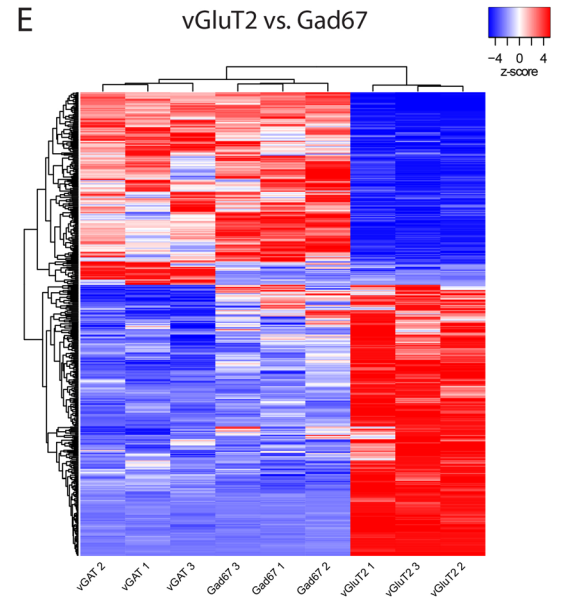 E
vGluT2 vs. Gad67
−4 0 4
z-score
vGAT 2
vGAT 1
vGAT 3
Gad67 3
Gad67 1
Gad67 2
vGluT2 1
vGluT2 3
vGluT2 2